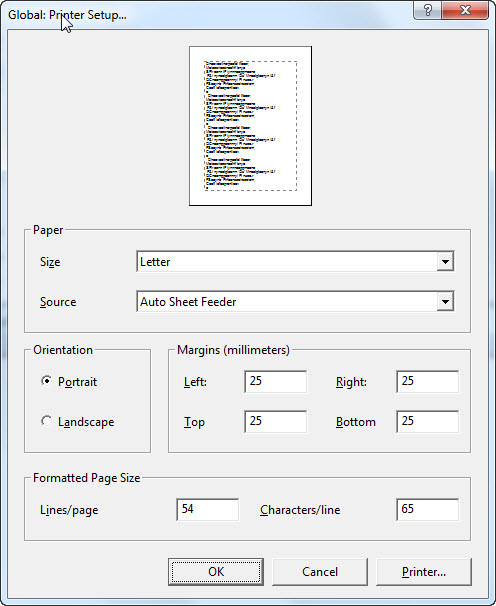 Global: Printer Setup...
Paper
Size
Letter
Source
Auto Sheet Feeder
Orientation
Portrait
Landscape
Margins (millimeters)
Left: 25 Right: 25
Top 25 Bottom 25
Formatted Page Size
Lines/page 54 Characters/line 65
OK Cancel Printer...